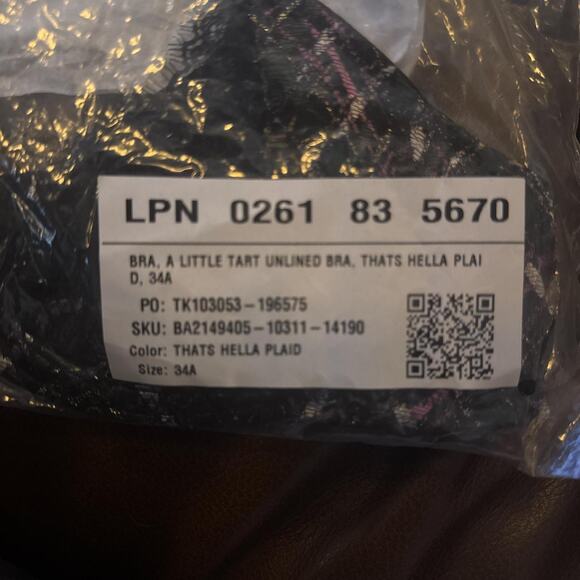 LPN 0261 83 5670
BRA, A LITTLE TART UNLINED BRA, THATS HELLA PLAI
D, 34A
PO: TK103053-196575
SKU: BA2149405-10311-14190
Color: THATS HELLA PLAID
Size: 34A